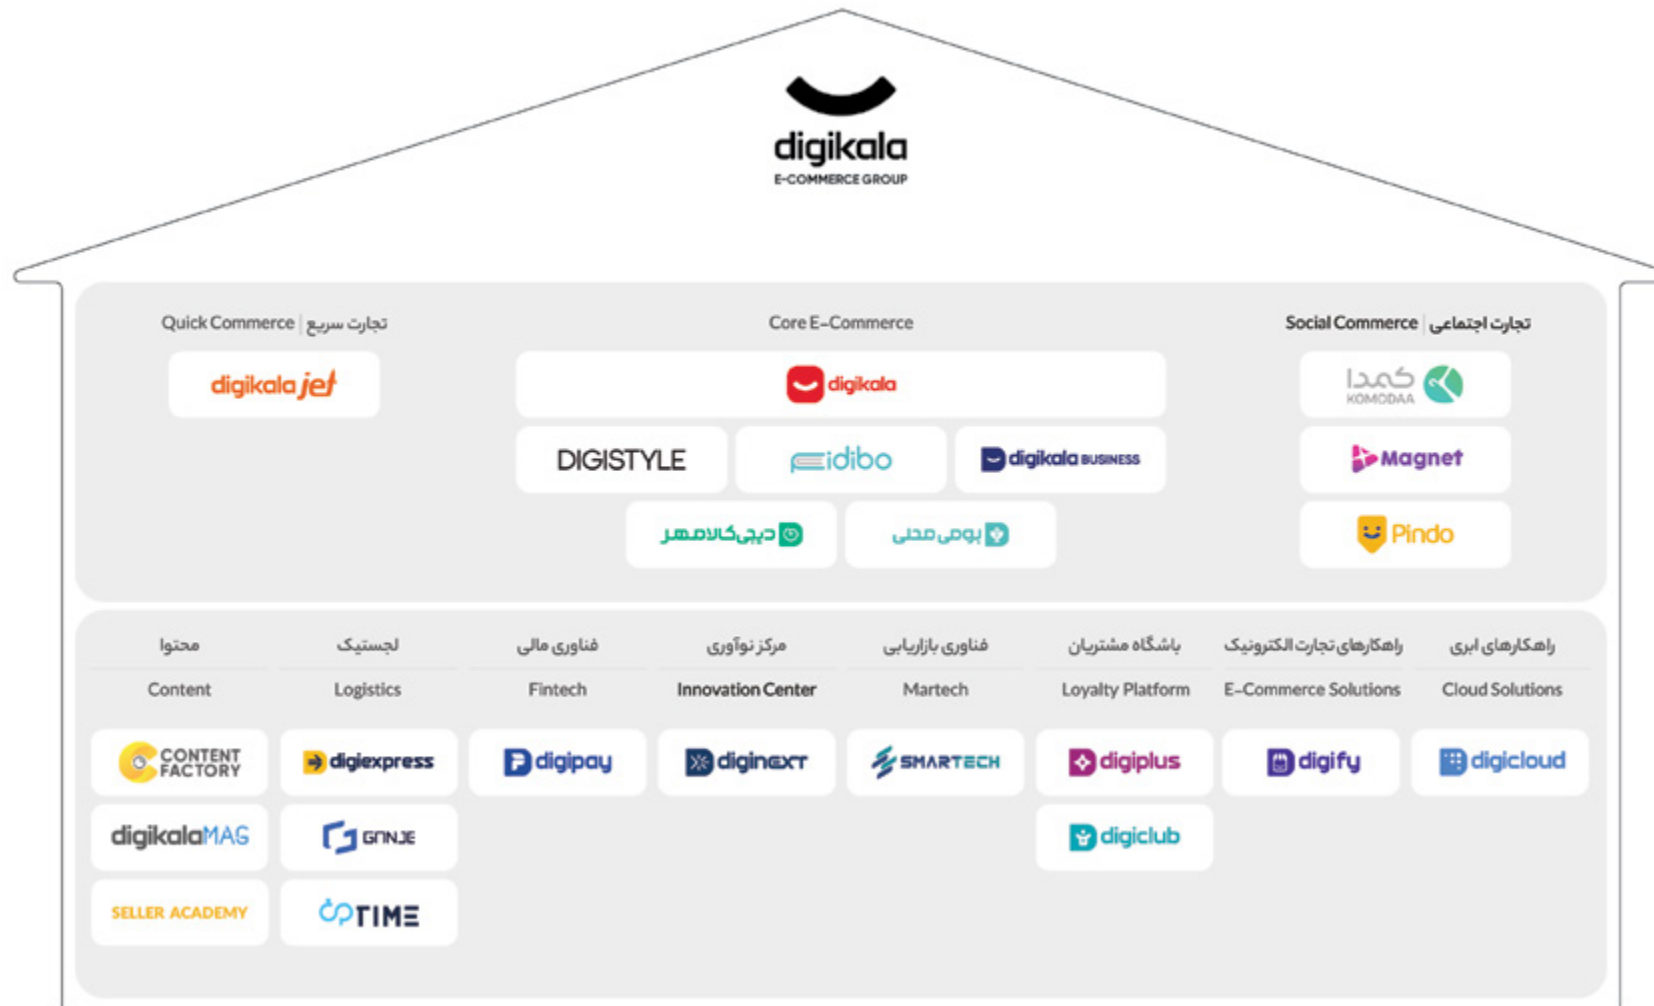 digikala
E-COMMERCE GROUP
Quick Commerce | تجارت سریع
digikala jet
Core E-Commerce
digikala
DIGISTYLE
Fidibo
digikala BUSINESS
دیجی‌کالا مهر
بومی محلی
Social Commerce | تجارت اجتماعی
کمدا
KOMODAA
Magnet
Pindo
محتوا
Content
CONTENT
FACTORY
digikalaMAG
SELLER ACADEMY
لجستیک
Logistics
digiexpress
GANJE
UPTIME
فناوری مالی
Fintech
digipay
مرکز نوآوری
Innovation Center
diginext
فناوری بازاریابی
Martech
SMARTECH
باشگاه مشتریان
Loyalty Platform
digiplus
digiclub
راهکارهای تجارت الکترونیک
E-Commerce Solutions
digify
راهکارهای ابری
Cloud Solutions
digicloud